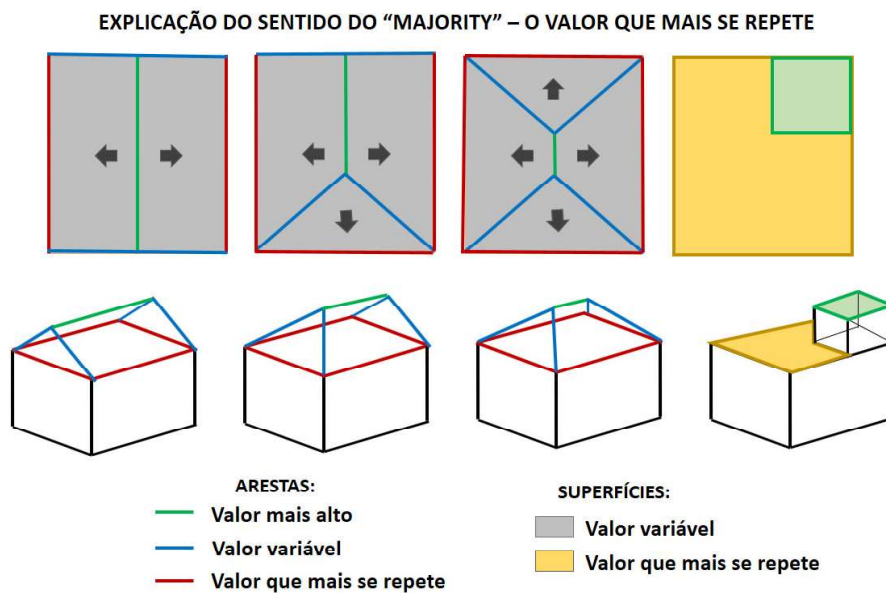 EXPLICAÇÃO DO SENTIDO DO “MAJORITY” – O VALOR QUE MAIS SE REPETE
ARESTAS:
Valor mais alto
Valor variável
Valor que mais se repete
SUPERFÍCIES:
Valor variável
Valor que mais se repete